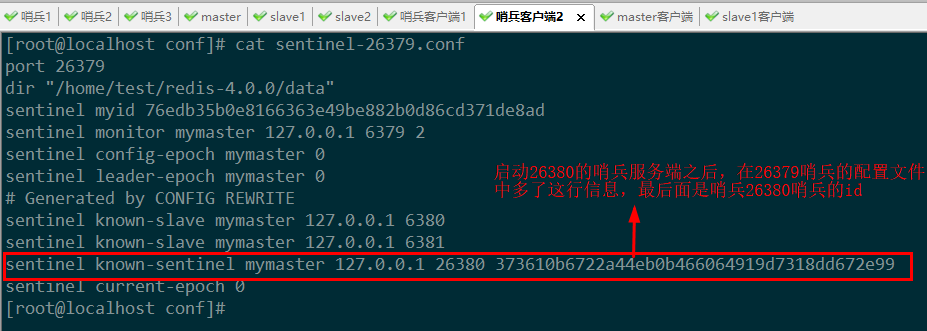 哨兵1 哨兵2 哨兵3 master slave1 slave2 哨兵客户端1 哨兵客户端2 master客户端 slave1客户端
[root@localhost conf]# cat sentinel-26379.conf
port 26379
dir "/home/test/redis-4.0.0/data"
sentinel myid 76edb35b0e8166363e49be882b0d86cd371de8ad
sentinel monitor mymaster 127.0.0.1 6379 2
sentinel config-epoch mymaster 0
sentinel leader-epoch mymaster 0
启动26380的哨兵服务端之后，在26379哨兵的配置文件
中多了这行信息，最后面是哨兵26380哨兵的id
# Generated by CONFIG REWRITE
sentinel known-slave mymaster 127.0.0.1 6380
sentinel known-slave mymaster 127.0.0.1 6381
sentinel known-sentinel mymaster 127.0.0.1 26380 373610b6722a44eb0b466064919d7318dd672e99
sentinel current-epoch 0
[root@localhost conf]#